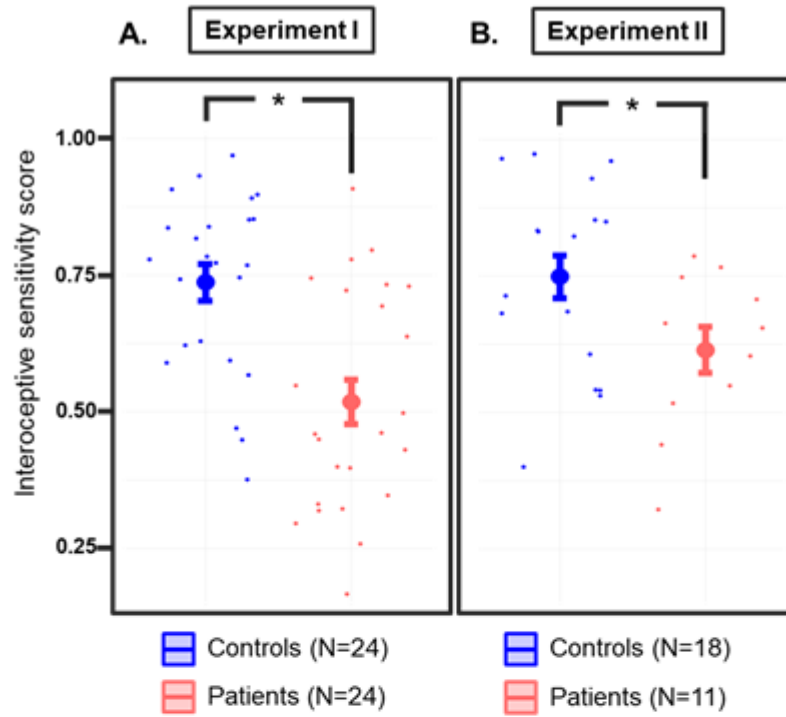 A.
Experiment I
B.
Experiment II
*
*
Interoceptive sensitivity score
1.00
0.75
0.50
0.25
Controls (N=24)
Patients (N=24)
Controls (N=18)
Patients (N=11)